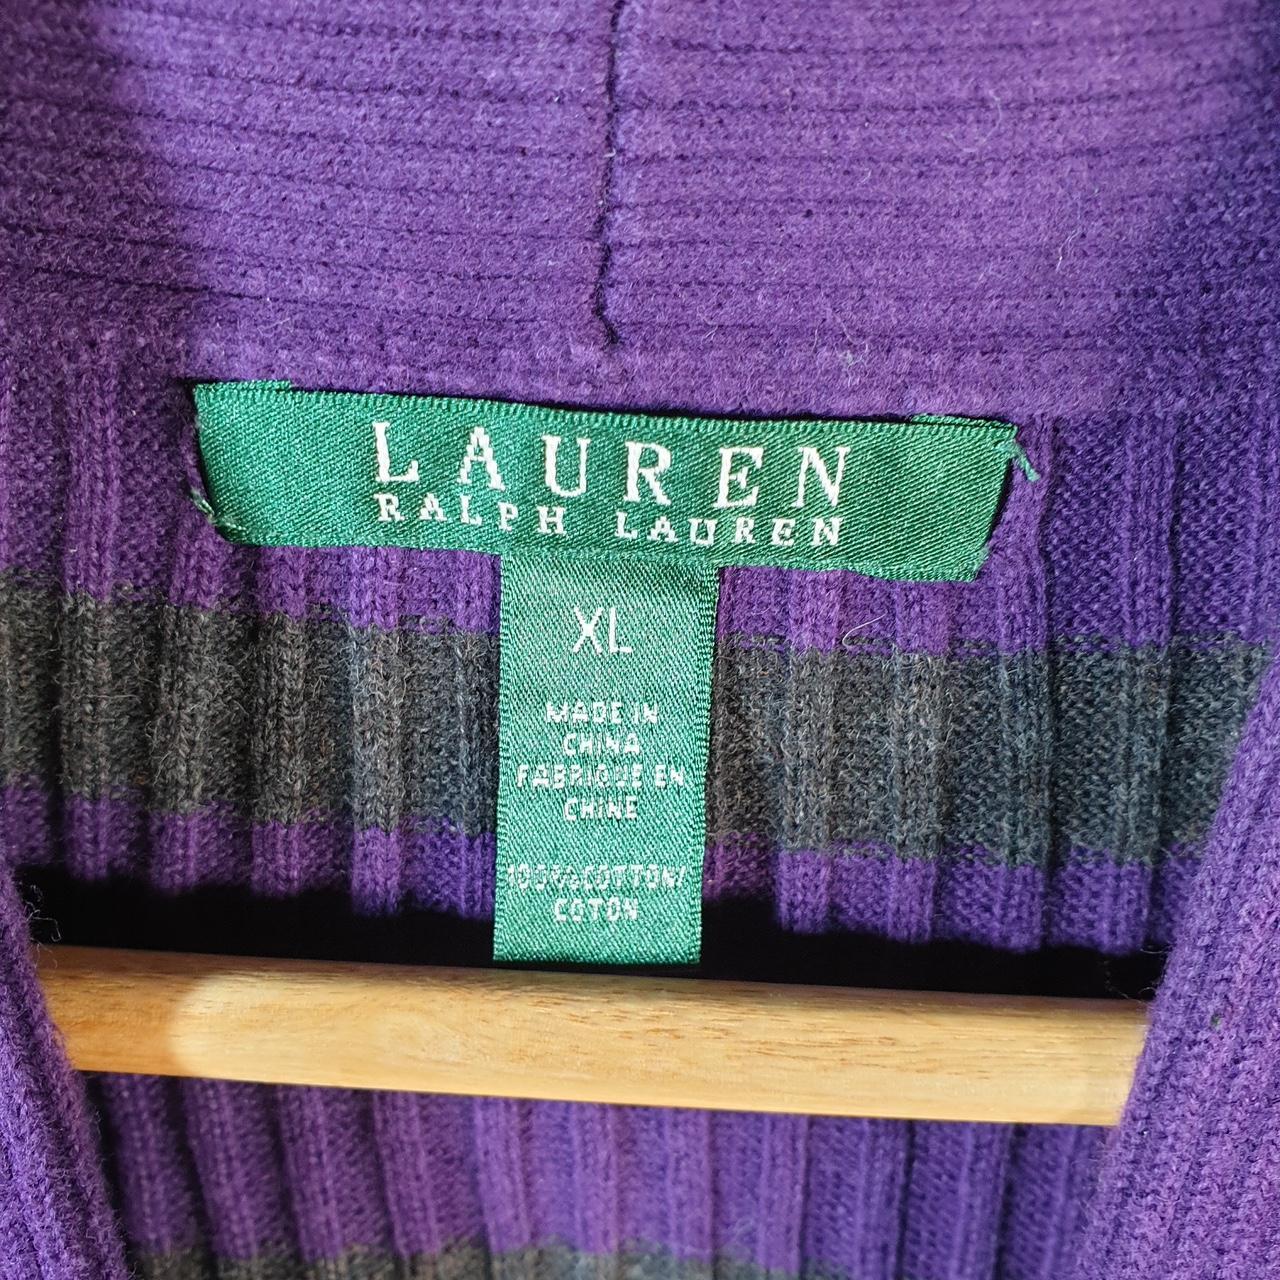 LAUREN
RALPH LAUREN
XL
MADE IN
CHINA
FABRIQUE EN
CHINE
100%COTTON/
COTON